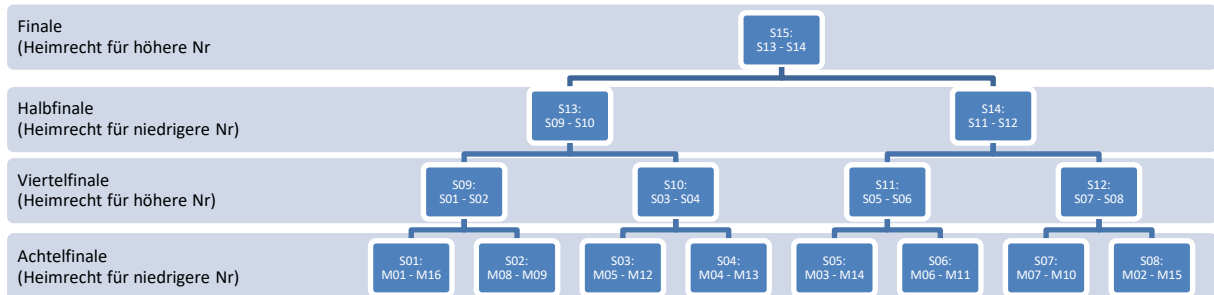 Finale
(Heimrecht für höhere Nr
S15:
S13 - S14
Halbfinale
(Heimrecht für niedrigere Nr)
S13:
S09 - S10
S14:
S11 - S12
Viertelfinale
(Heimrecht für höhere Nr)
S09:
S01 - S02
S10:
S03 - S04
S11:
S05 - S06
S12:
S07 - S08
Achtelfinale
(Heimrecht für niedrigere Nr)
S01:
M01 - M16
S02:
M08 - M09
S03:
M05 - M12
S04:
M04 - M13
S05:
M03 - M14
S06:
M06 - M11
S07:
M07 - M10
S08:
M02 - M15